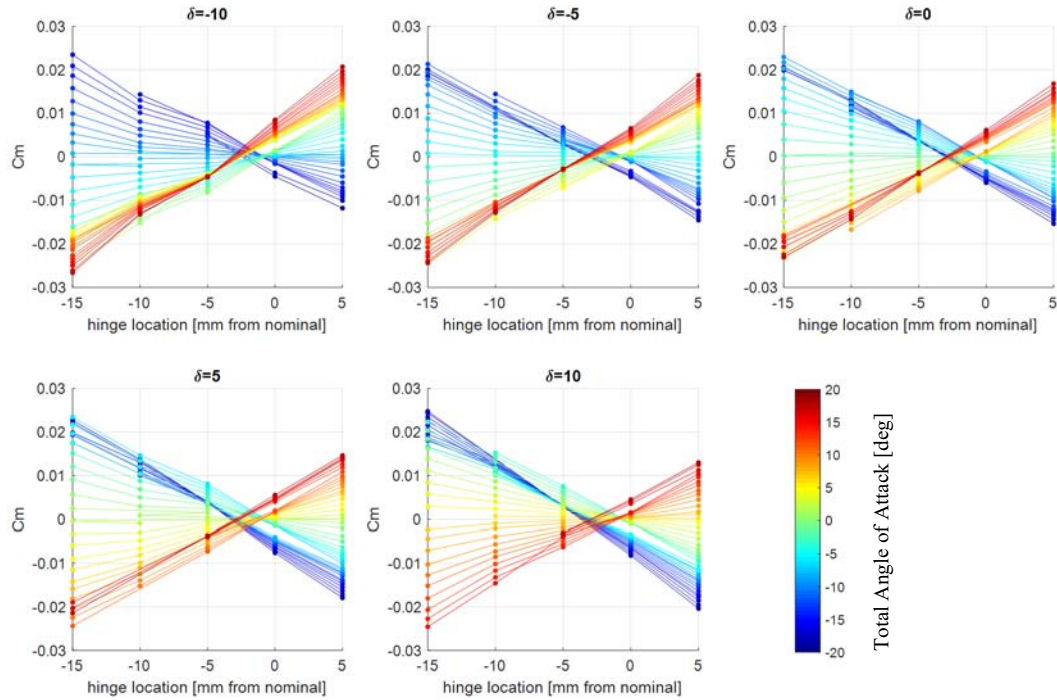 δ=-10
0.03
0.02
0.01
0
-0.01
-0.02
-0.03
Cm
-15 -10 -5 0 5
hinge location [mm from nominal]
δ=-5
0.03
0.02
0.01
0
-0.01
-0.02
-0.03
Cm
-15 -10 -5 0 5
hinge location [mm from nominal]
δ=0
0.03
0.02
0.01
0
-0.01
-0.02
-0.03
Cm
-15 -10 -5 0 5
hinge location [mm from nominal]
δ=5
0.03
0.02
0.01
0
-0.01
-0.02
-0.03
Cm
-15 -10 -5 0 5
hinge location [mm from nominal]
δ=10
0.03
0.02
0.01
0
-0.01
-0.02
-0.03
Cm
-15 -10 -5 0 5
hinge location [mm from nominal]
20
15
10
5
0
-5
-10
-15
-20
Total Angle of Attack [deg]